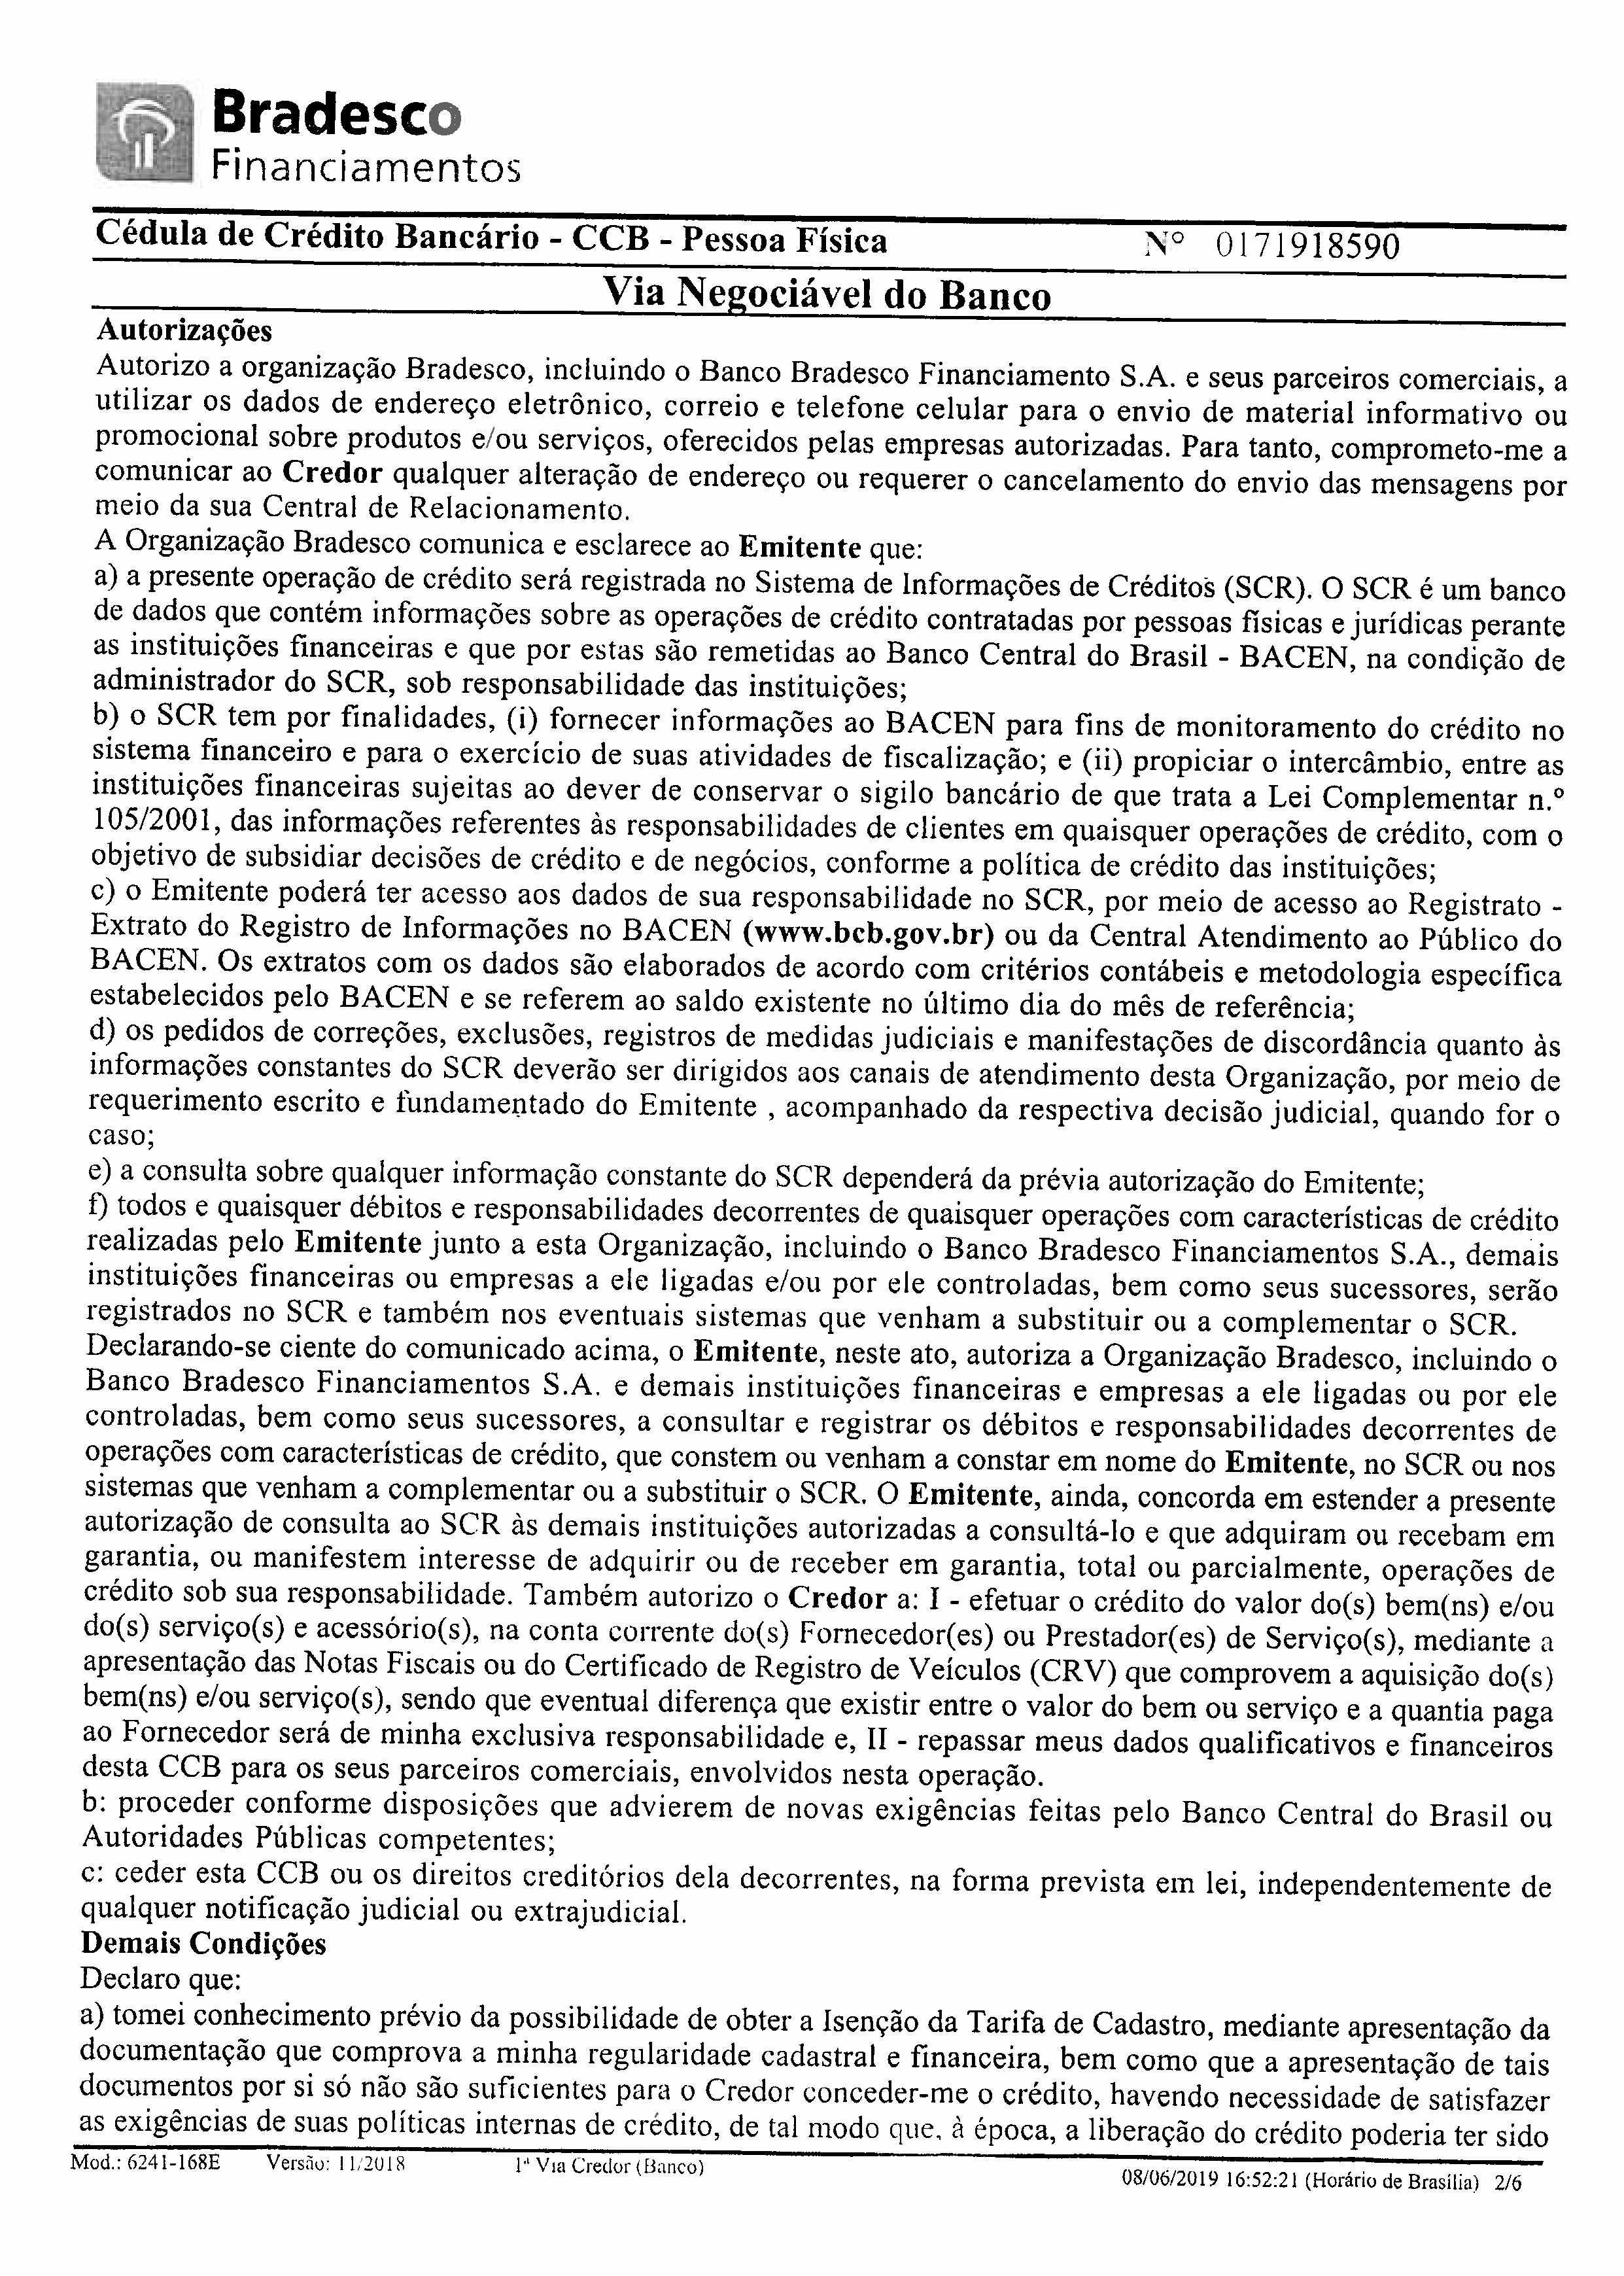 Bradesco
Financiamentos
Cédula de Crédito Bancário - CCB - Pessoa Física Nº 0171918590
Via Negociável do Banco
Autorizações
Autorizo a organização Bradesco, incluindo o Banco Bradesco Financiamento S.A. e seus parceiros comerciais, a
utilizar os dados de endereço eletrônico, correio e telefone celular para o envio de material informativo ou
promocional sobre produtos e/ou serviços, oferecidos pelas empresas autorizadas. Para tanto, comprometo-me a
comunicar ao Credor qualquer alteração de endereço ou requerer o cancelamento do envio das mensagens por
meio da sua Central de Relacionamento.
A Organização Bradesco comunica e esclarece ao Emitente que:
a) a presente operação de crédito será registrada no Sistema de Informações de Créditos (SCR). O SCR é um banco
de dados que contém informações sobre as operações de crédito contratadas por pessoas físicas e jurídicas perante
as instituições financeiras e que por estas são remetidas ao Banco Central do Brasil - BACEN, na condição de
administrador do SCR, sob responsabilidade das instituições;
b) o SCR tem por finalidades, (i) fornecer informações ao BACEN para fins de monitoramento do crédito no
sistema financeiro e para o exercício de suas atividades de fiscalização; e (ii) propiciar o intercâmbio, entre as
instituições financeiras sujeitas ao dever de conservar o sigilo bancário de que trata a Lei Complementar n.º
105/2001, das informações referentes às responsabilidades de clientes em quaisquer operações de crédito, com o
objetivo de subsidiar decisões de crédito e de negócios, conforme a política de crédito das instituições;
c) o Emitente poderá ter acesso aos dados de sua responsabilidade no SCR, por meio de acesso ao Registrato -
Extrato do Registro de Informações no BACEN (www.bcb.gov.br) ou da Central Atendimento ao Público do
BACEN. Os extratos com os dados são elaborados de acordo com critérios contábeis e metodologia específica
estabelecidos pelo BACEN e se referem ao saldo existente no último dia do mês de referência;
d) os pedidos de correções, exclusões, registros de medidas judiciais e manifestações de discordância quanto às
informações constantes do SCR deverão ser dirigidos aos canais de atendimento desta Organização, por meio de
requerimento escrito e fundamentado do Emitente , acompanhado da respectiva decisão judicial, quando for o
caso;
e) a consulta sobre qualquer informação constante do SCR dependerá da prévia autorização do Emitente;
f) todos e quaisquer débitos e responsabilidades decorrentes de quaisquer operações com características de crédito
realizadas pelo Emitente junto a esta Organização, incluindo o Banco Bradesco Financiamentos S.A., demais
instituições financeiras ou empresas a ele ligadas e/ou por ele controladas, bem como seus sucessores, serão
registrados no SCR e também nos eventuais sistemas que venham a substituir ou a complementar o SCR.
Declarando-se ciente do comunicado acima, o Emitente, neste ato, autoriza a Organização Bradesco, incluindo o
Banco Bradesco Financiamentos S.A. e demais instituições financeiras e empresas a ele ligadas ou por ele
controladas, bem como seus sucessores, a consultar e registrar os débitos e responsabilidades decorrentes de
operações com características de crédito, que constem ou venham a constar em nome do Emitente, no SCR ou nos
sistemas que venham a complementar ou a substituir o SCR. O Emitente, ainda, concorda em estender a presente
autorização de consulta ao SCR às demais instituições autorizadas a consultá-lo e que adquiram ou recebam em
garantia, ou manifestem interesse de adquirir ou de receber em garantia, total ou parcialmente, operações de
crédito sob sua responsabilidade. Também autorizo o Credor a: I - efetuar o crédito do valor do(s) bem(ns) e/ou
do(s) serviço(s) e acessório(s), na conta corrente do(s) Fornecedor(es) ou Prestador(es) de Serviço(s), mediante a
apresentação das Notas Fiscais ou do Certificado de Registro de Veículos (CRV) que comprovem a aquisição do(s)
bem(ns) e/ou serviço(s), sendo que eventual diferença que existir entre o valor do bem ou serviço e a quantia paga
ao Fornecedor será de minha exclusiva responsabilidade e, II - repassar meus dados qualificativos e financeiros
desta CCB para os seus parceiros comerciais, envolvidos nesta operação.
b: proceder conforme disposições que advierem de novas exigências feitas pelo Banco Central do Brasil ou
Autoridades Públicas competentes;
c: ceder esta CCB ou os direitos creditórios dela decorrentes, na forma prevista em lei, independentemente de
qualquer notificação judicial ou extrajudicial.
Demais Condições
Declaro que:
a) tomei conhecimento prévio da possibilidade de obter a Isenção da Tarifa de Cadastro, mediante apresentação da
documentação que comprova a minha regularidade cadastral e financeira, bem como que a apresentação de tais
documentos por si só não são suficientes para o Credor conceder-me o crédito, havendo necessidade de satisfazer
as exigências de suas políticas internas de crédito, de tal modo que, à época, a liberação do crédito poderia ter sido
Mod.: 6241-168E Versão: 11/2018 1ª Via Credor (Banco)
08/06/2019 16:52:21 (Horário de Brasília) 2/6